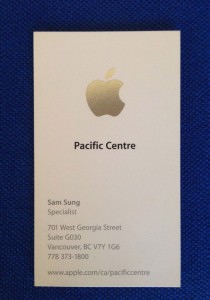 Pacific Centre
Sam Sung
Specialist
701 West Georgia Street
Suite G030
Vancouver, BC V7Y 1G6
778 373-1800
www.apple.com/ca/pacificcentre